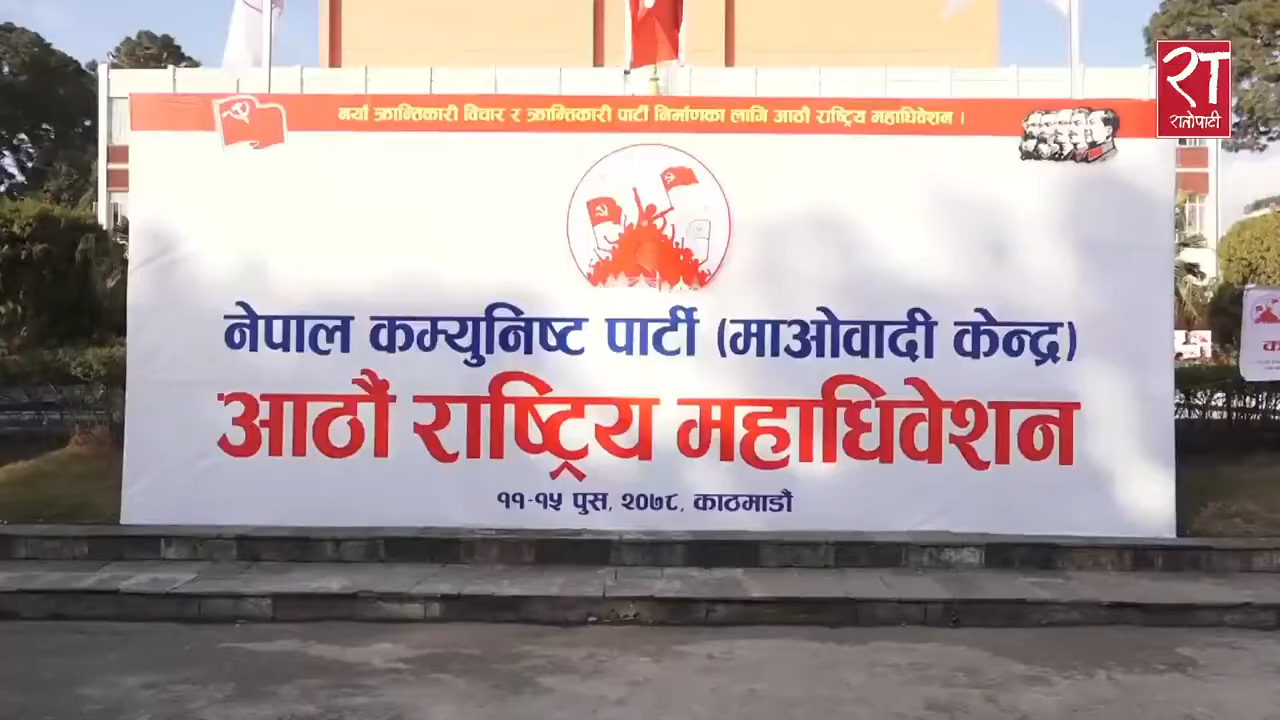 नयाँ क्रान्तिकारी विचार र क्रान्तिकारी पार्टी निर्माणका लागि आठौं राष्ट्रिय महाधिवेशन ।
रा
रातोपाटी
नेपाल कम्युनिष्ट पार्टी (माओवादी केन्द्र)
आठौं राष्ट्रिय महाधिवेशन
११-१५ पुस, २०७८, काठमाडौं